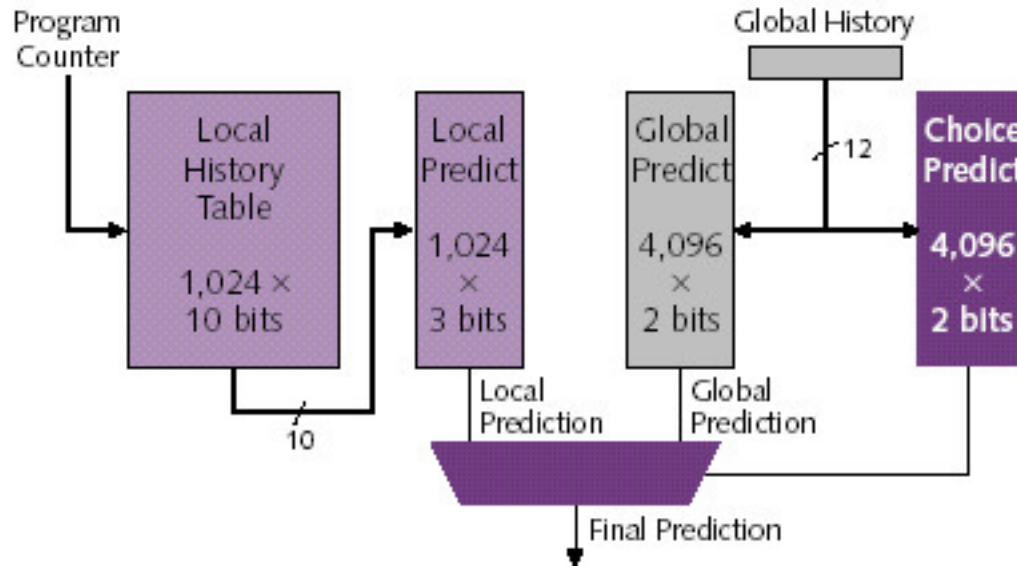 Program
Counter
Global History
Local
History
Table
1,024 ×
10 bits
Local
Predict
1,024
×
3 bits
Global
Predict
4,096
×
2 bits
12
Choice
Predict
4,096
×
2 bits
10
Local
Prediction
Global
Prediction
Final Prediction